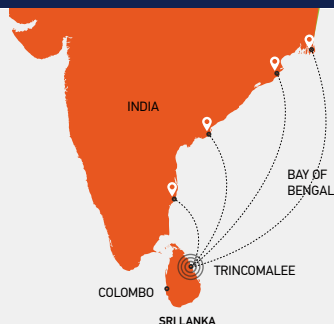 INDIA
BAY OF
BENGAL
TRINCOMALEE
COLOMBO
SRI LANKA